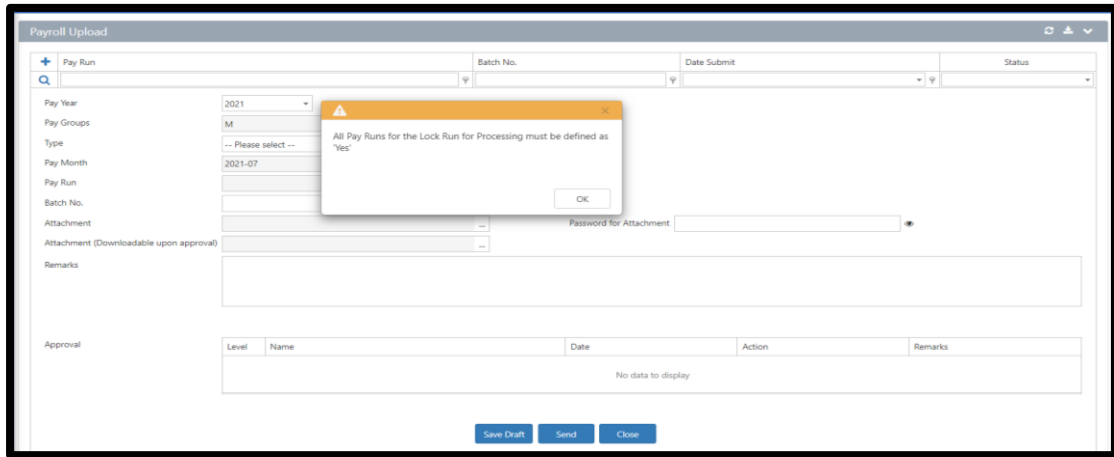 Payroll Upload
Pay Run Batch No. Date Submit Status
Pay Year 2021
Pay Groups M
All Pay Runs for the Lock Run for Processing must be defined as
'Yes'
Type -- Please select --
Pay Month 2021-07
Pay Run
OK
Batch No.
Attachment ... Password for Attachment
Attachment (Downloadable upon approval) ...
Remarks
Approval
Level Name Date Action Remarks
No data to display
Save Draft Send Close